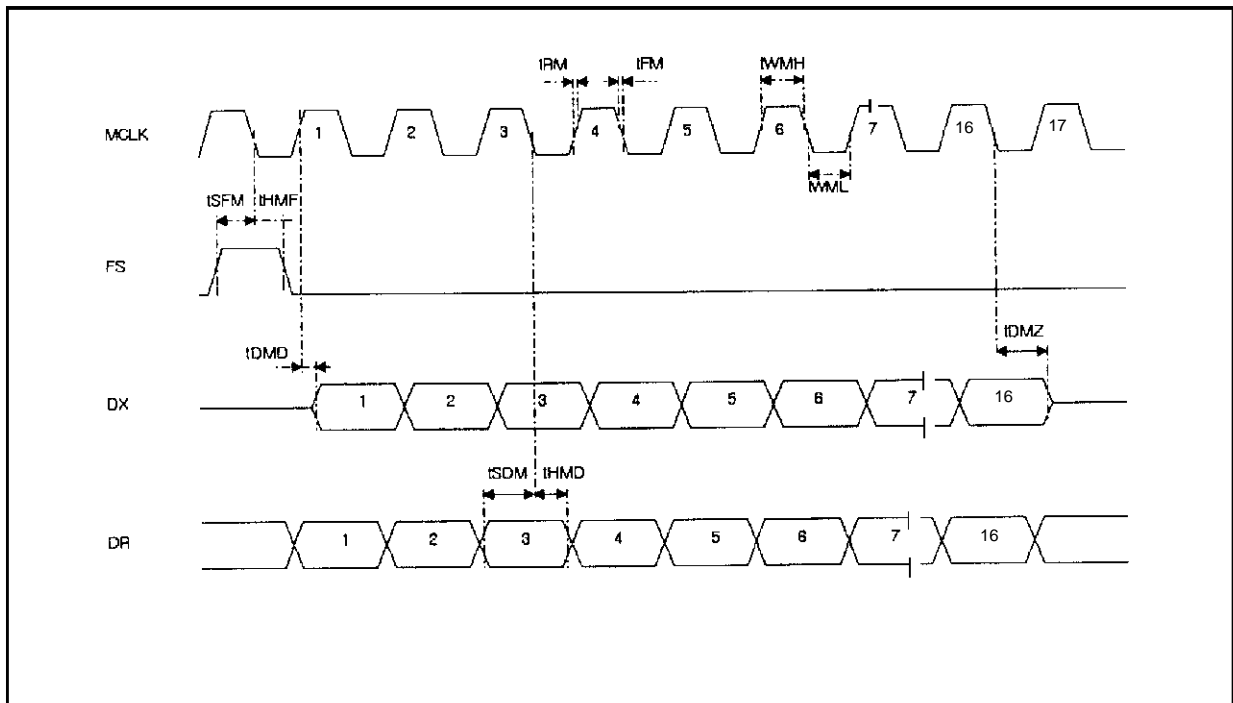 tRM tFM tWMH
MCLK 1 2 3 4 5 6 7 16 17
tWML
tSFM tHMF
FS
tDMD tDMZ
DX 1 2 3 4 5 6 7 16
tSDM tHMD
DR 1 2 3 4 5 6 7 16